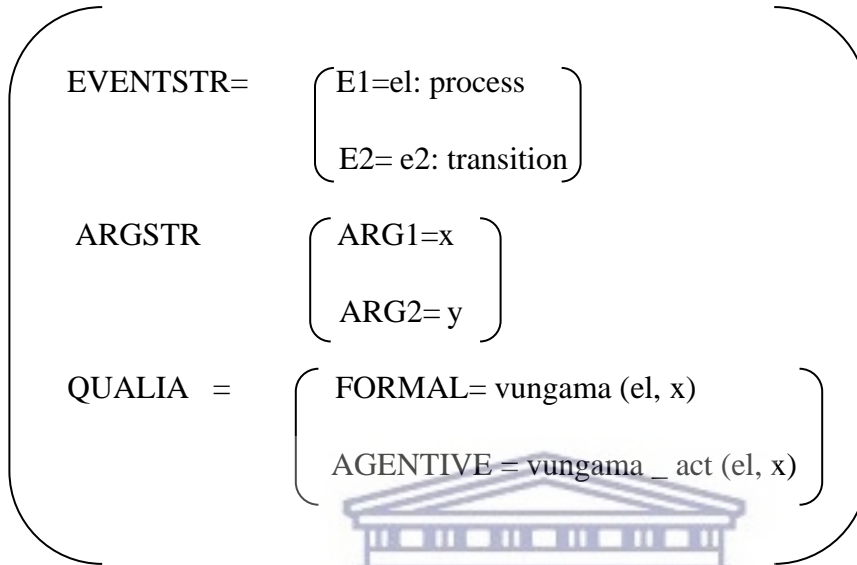 EVENTSTR= E1=el: process
E2= e2: transition
ARGSTR ARG1=x
ARG2= y
QUALIA = FORMAL= vungama (el, x)
AGENTIVE = vungama _ act (el, x)